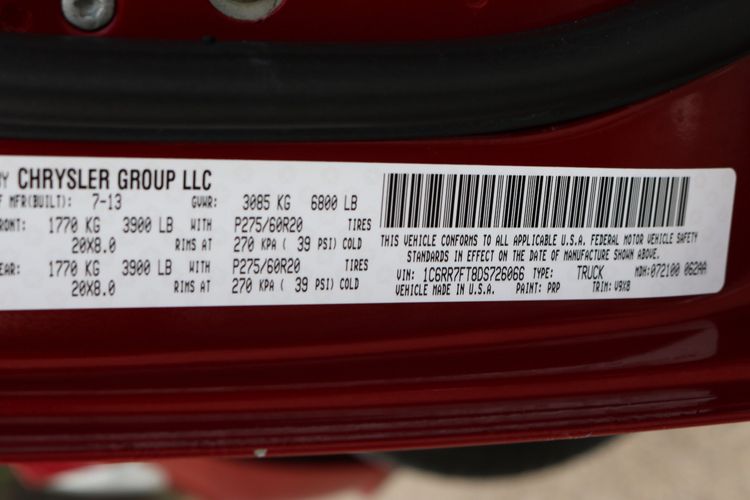 BY CHRYSLER GROUP LLC
OF MFR(BUILT): 7-13 GVWR: 3085 KG 6800 LB
FRONT: 1770 KG 3900 LB WITH P275/60R20 TIRES
20X8.0 RIMS AT 270 KPA ( 39 PSI) COLD
EAR: 1770 KG 3900 LB WITH P275/60R20 TIRES
20X8.0 RIMS AT 270 KPA ( 39 PSI) COLD
THIS VEHICLE CONFORMS TO ALL APPLICABLE U.S.A. FEDERAL MOTOR VEHICLE SAFETY
STANDARDS IN EFFECT ON THE DATE OF MANUFACTURE SHOWN ABOVE.
VIN: 1C6RR7FT8DS726066 TYPE: TRUCK MDH: 072100 062AA
VEHICLE MADE IN U.S.A. PAINT: PRP TRIM: V9X8